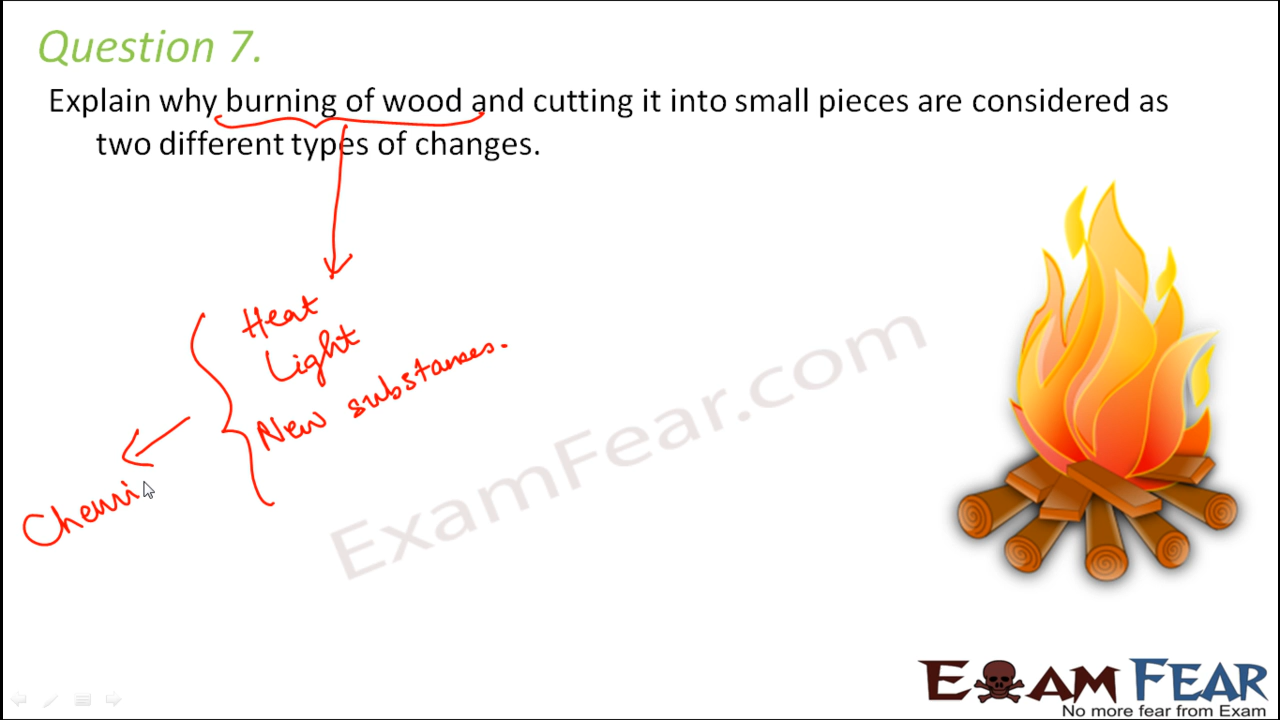 Question 7.
Explain why burning of wood and cutting it into small pieces are considered as
two different types of changes.
Heat
Light
New substances.
Chemi
ExamFear.com
EXAM FEAR
No more fear from Exam